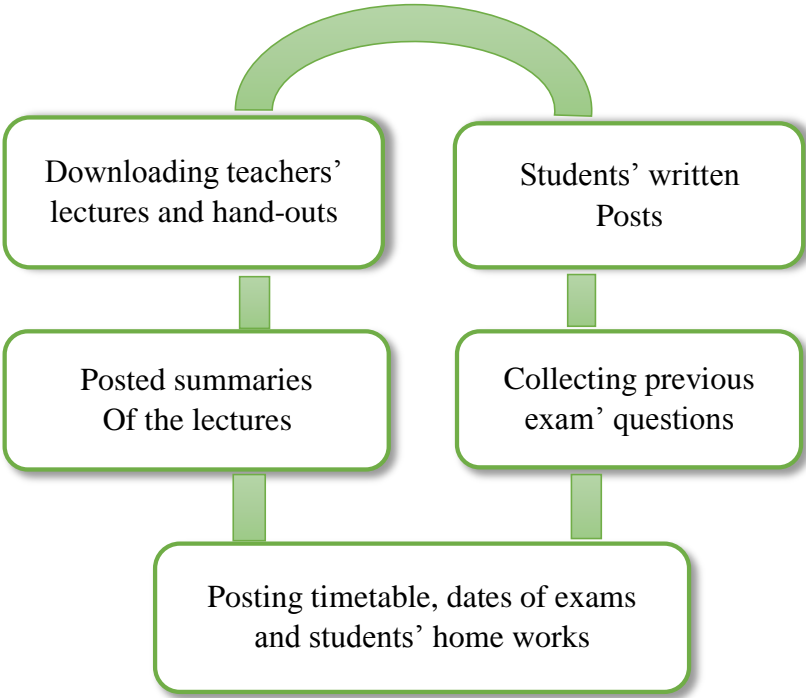 Downloading teachers’
lectures and hand-outs
Students’ written
Posts
Posted summaries
Of the lectures
Collecting previous
exam’ questions
Posting timetable, dates of exams
and students’ home works